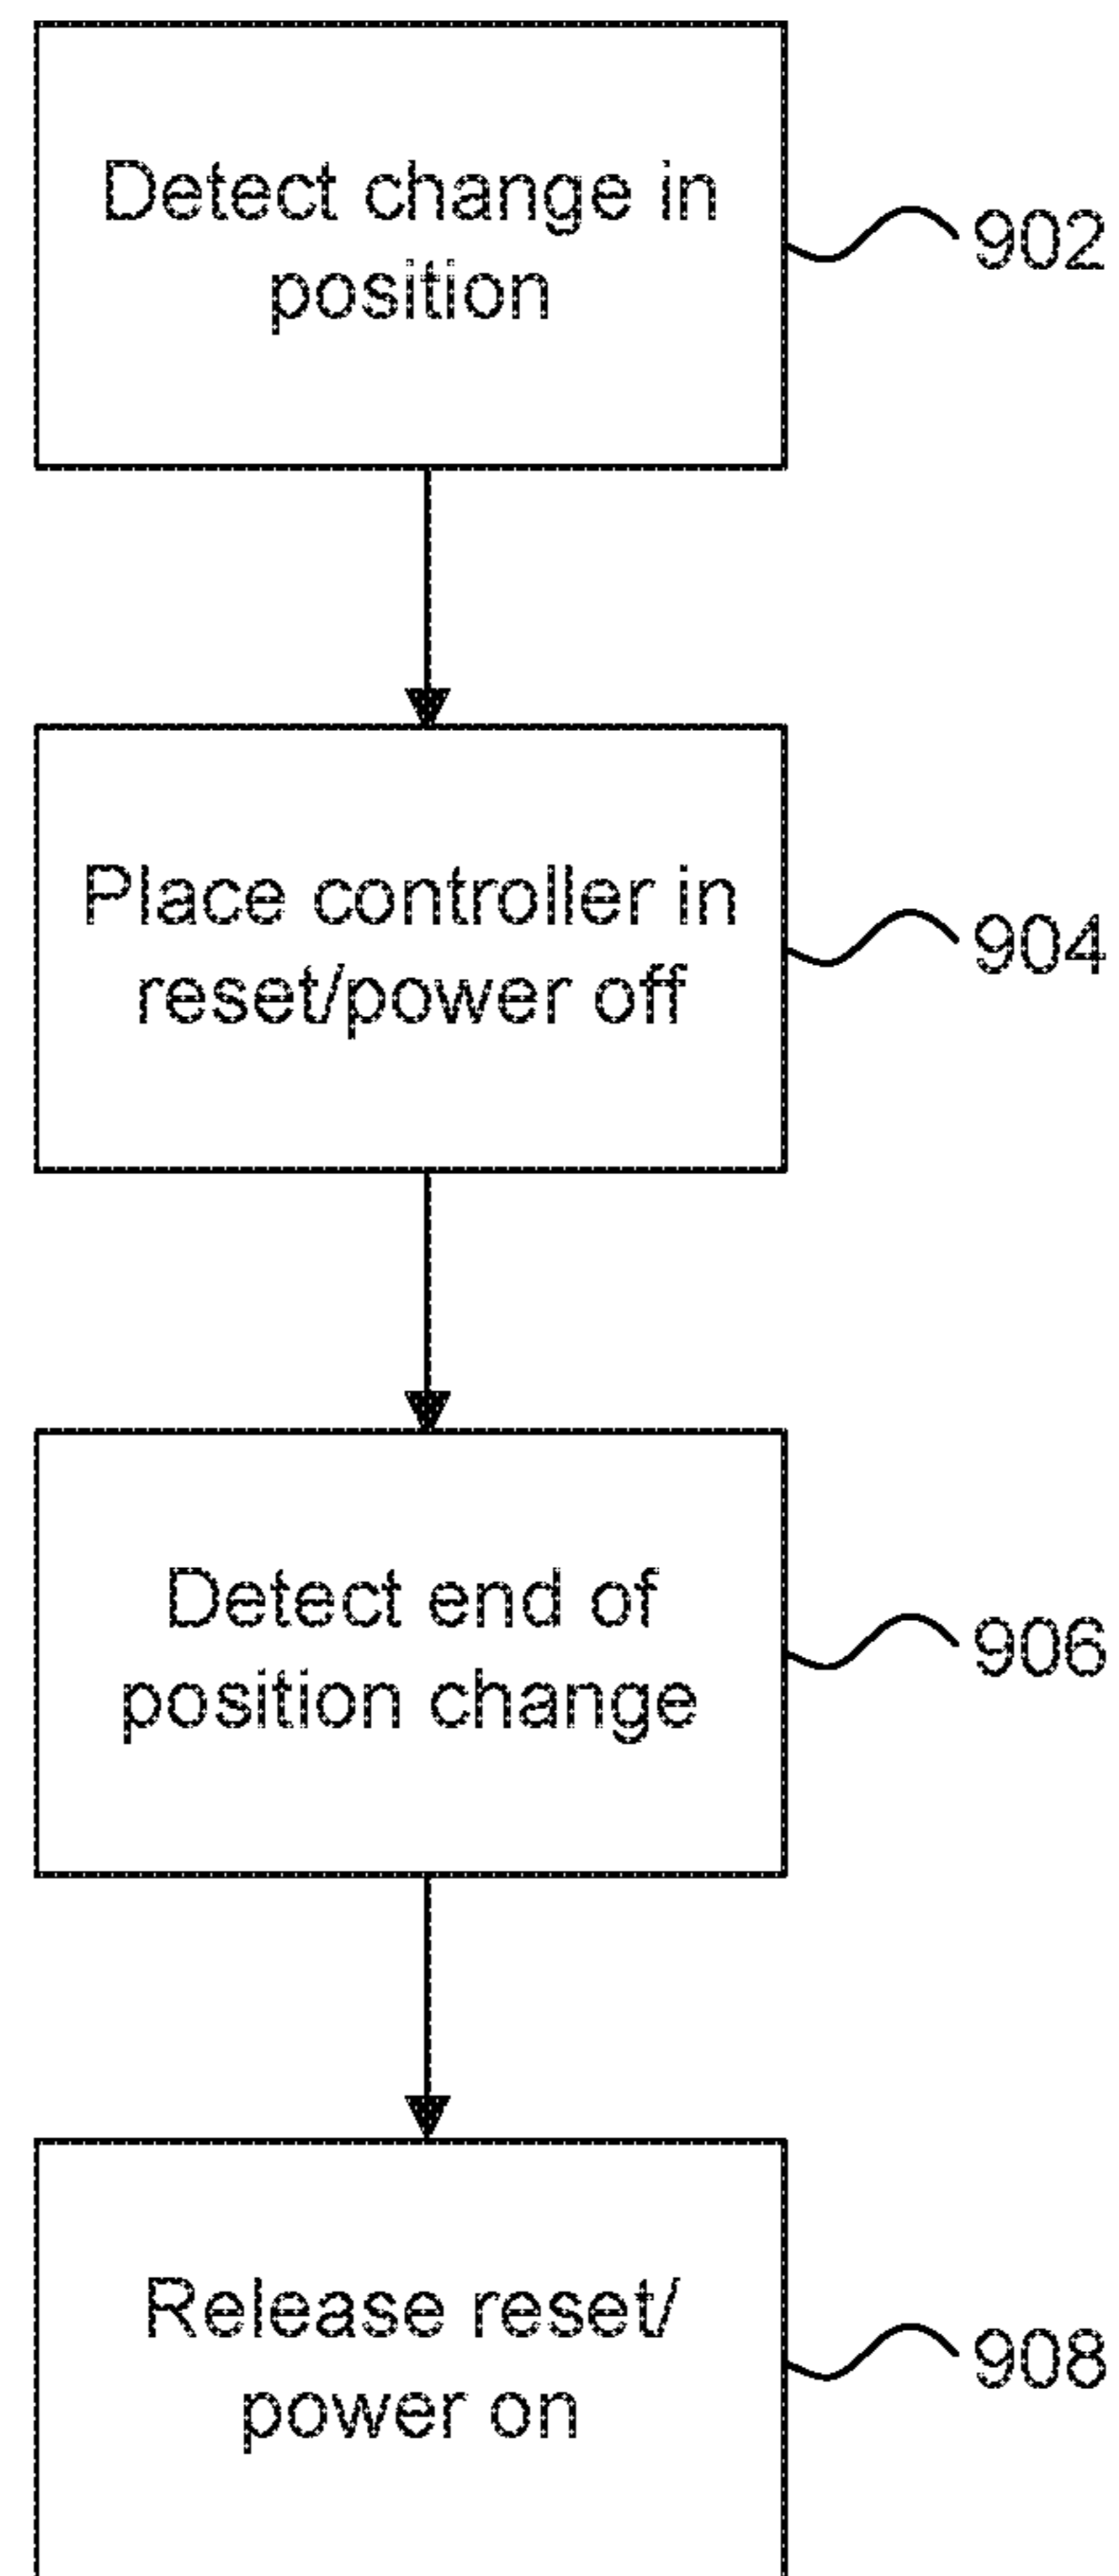 Detect change in
position
902
Place controller in
reset/power off
904
Detect end of
position change
906
Release reset/
power on
908